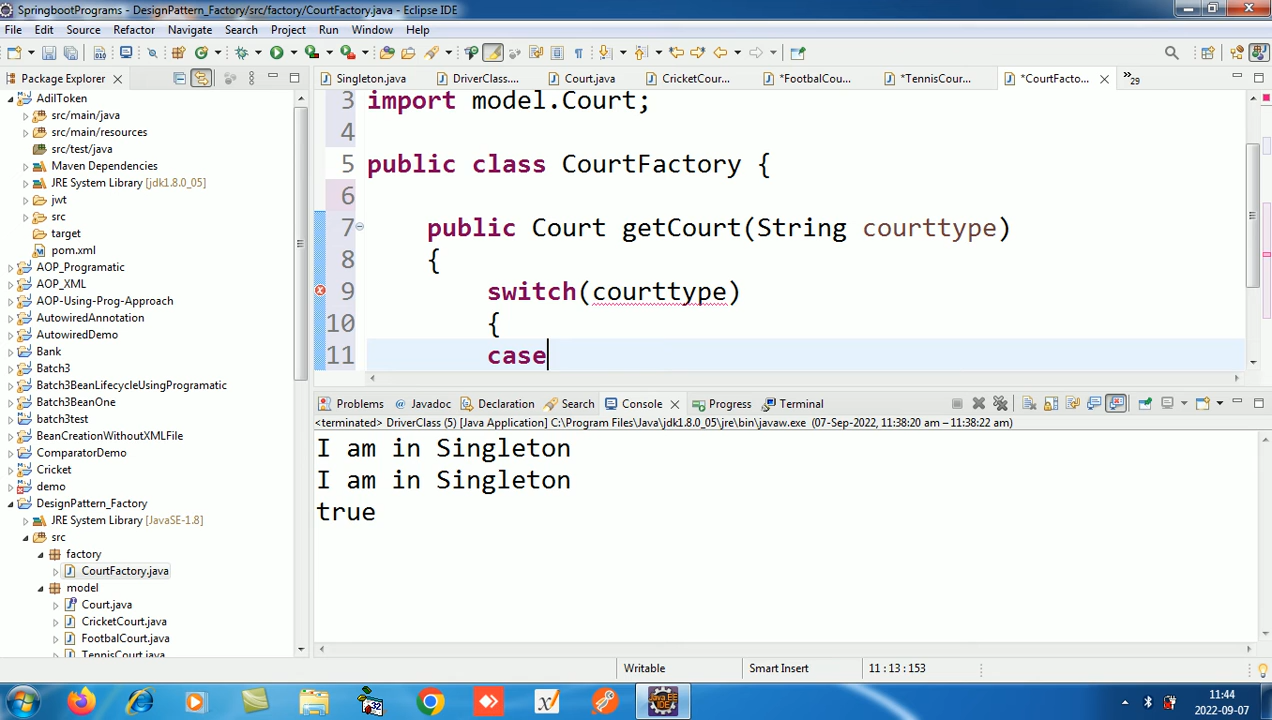 SpringbootPrograms - DesignPattern_Factory/src/factory/CourtFactory.java - Eclipse IDE
File Edit Source Refactor Navigate Search Project Run Window Help
Package Explorer
Singleton.java DriverClass.... Court.java CricketCour... *FootbalCou... *TennisCour... *CourtFacto... »29
AdilToken
src/main/java
src/main/resources
src/test/java
Maven Dependencies
JRE System Library [jdk1.8.0_05]
jwt
src
target
pom.xml
AOP_Programatic
AOP_XML
AOP-Using-Prog-Approach
AutowiredAnnotation
AutowiredDemo
Bank
Batch3
Batch3BeanLifecycleUsingProgramatic
Batch3BeanOne
batch3test
BeanCreationWithoutXMLFile
ComparatorDemo
Cricket
demo
DesignPattern_Factory
JRE System Library [JavaSE-1.8]
src
factory
CourtFactory.java
model
Court.java
CricketCourt.java
FootbalCourt.java
TennisCourt.java
3 import model.Court;
4
5 public class CourtFactory {
6
7 public Court getCourt(String courttype)
8 {
9 switch(courttype)
10 {
11 case
Problems Javadoc Declaration Search Console Progress Terminal
<terminated> DriverClass (5) [Java Application] C:\Program Files\Java\jdk1.8.0_05\jre\bin\javaw.exe (07-Sep-2022, 11:38:20 am – 11:38:22 am)
I am in Singleton
I am in Singleton
true
Writable Smart Insert 11 : 13 : 153
11:44
2022-09-07